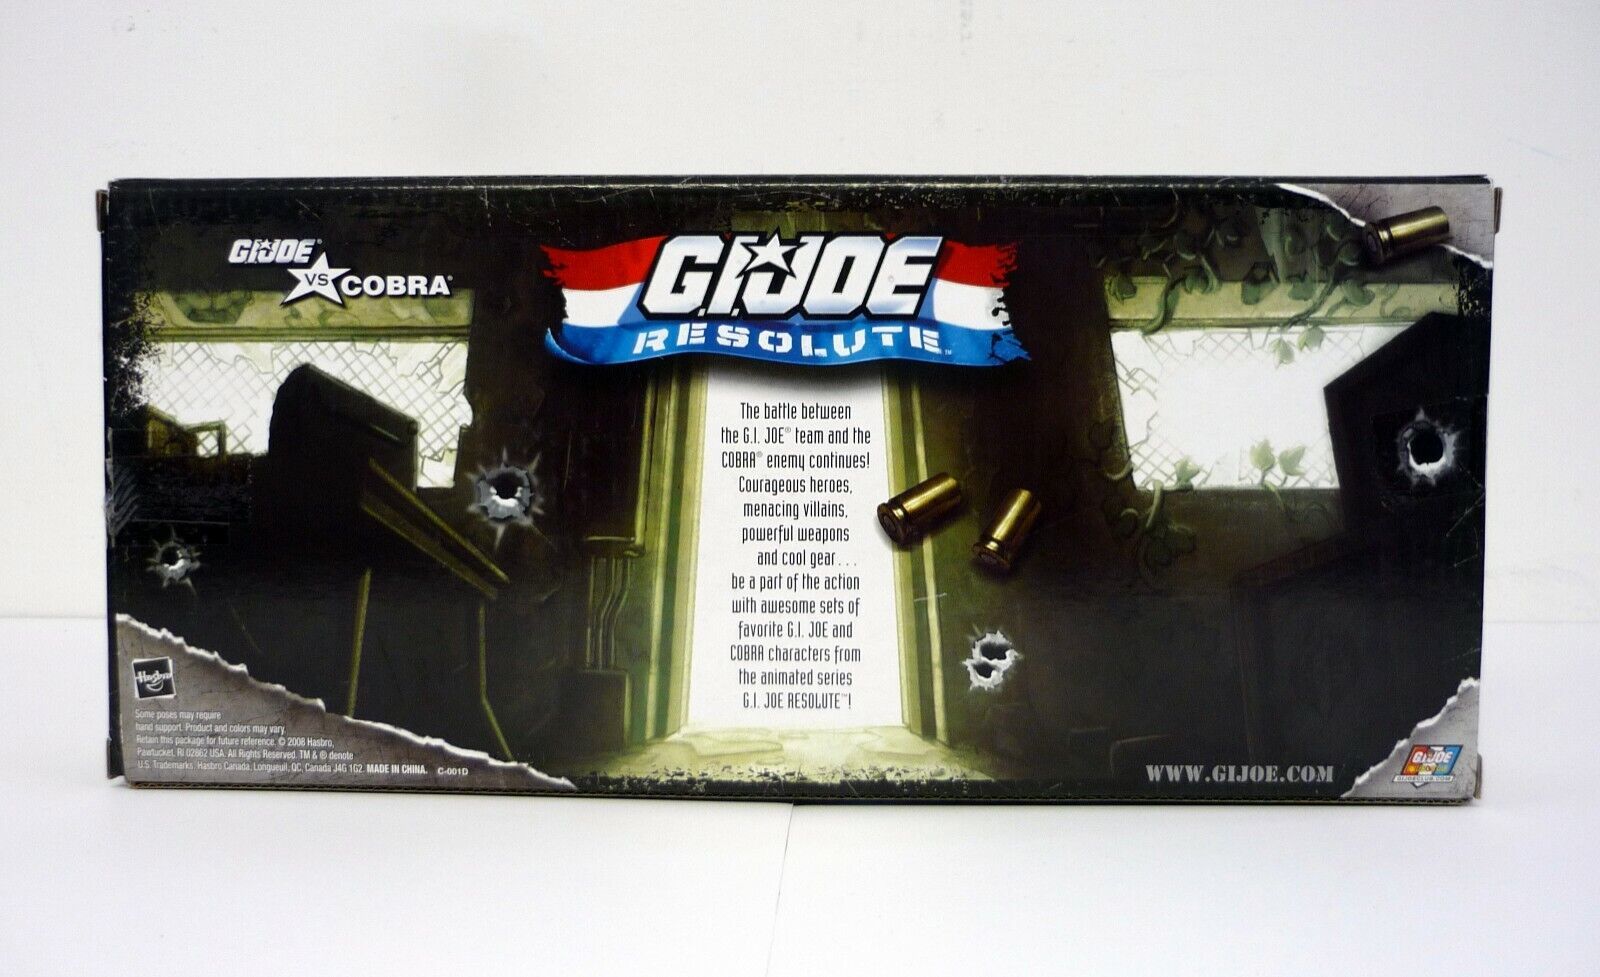 G.I. JOE®
VS COBRA®
G.I. JOE
RESOLUTE™
The battle between
the G.I. JOE® team and the
COBRA® enemy continues!
Courageous heroes,
menacing villains,
powerful weapons
and cool gear . . .
be a part of the action
with awesome sets of
favorite G.I. JOE and
COBRA characters from
the animated series
G.I. JOE RESOLUTE™!
Hasbro
Some poses may require
hand support. Product and colors may vary.
Retain this package for future reference. © 2008 Hasbro,
Pawtucket, RI 02862 USA. All Rights Reserved. TM & ® denote
U.S. Trademarks. Hasbro Canada, Longueuil, QC, Canada J4G 1G2. MADE IN CHINA. C-001D
WWW.GIJOE.COM
G.I. JOE
GIJOECLUB.COM